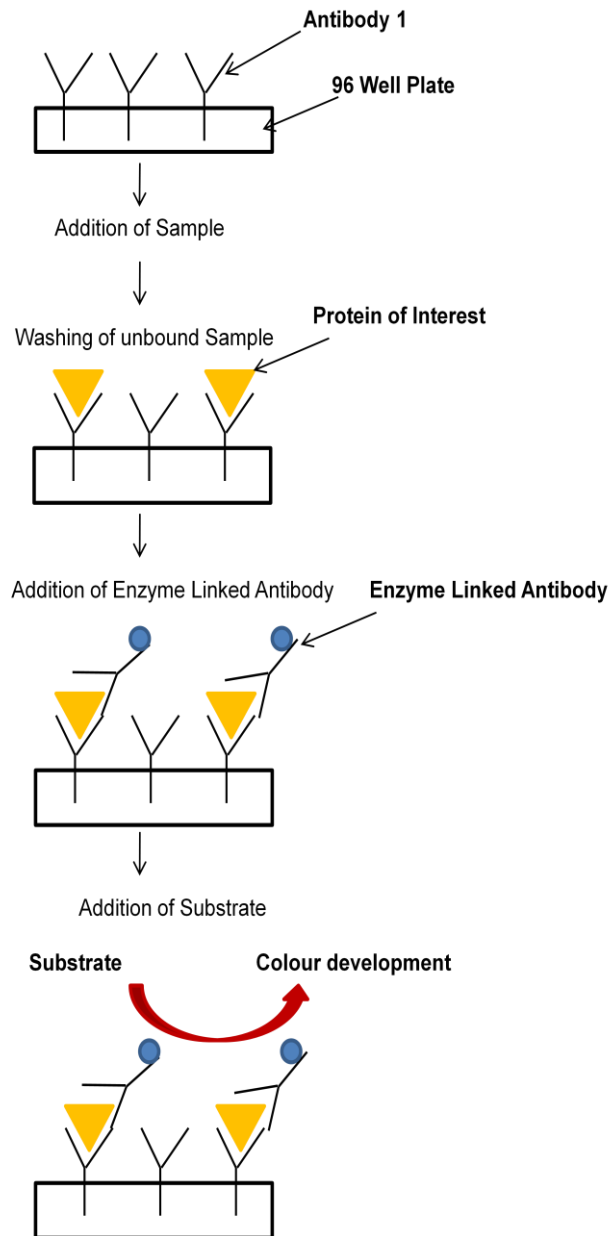 Antibody 1
96 Well Plate
Addition of Sample
Protein of Interest
Washing of unbound Sample
Addition of Enzyme Linked Antibody
Enzyme Linked Antibody
Addition of Substrate
Substrate
Colour development